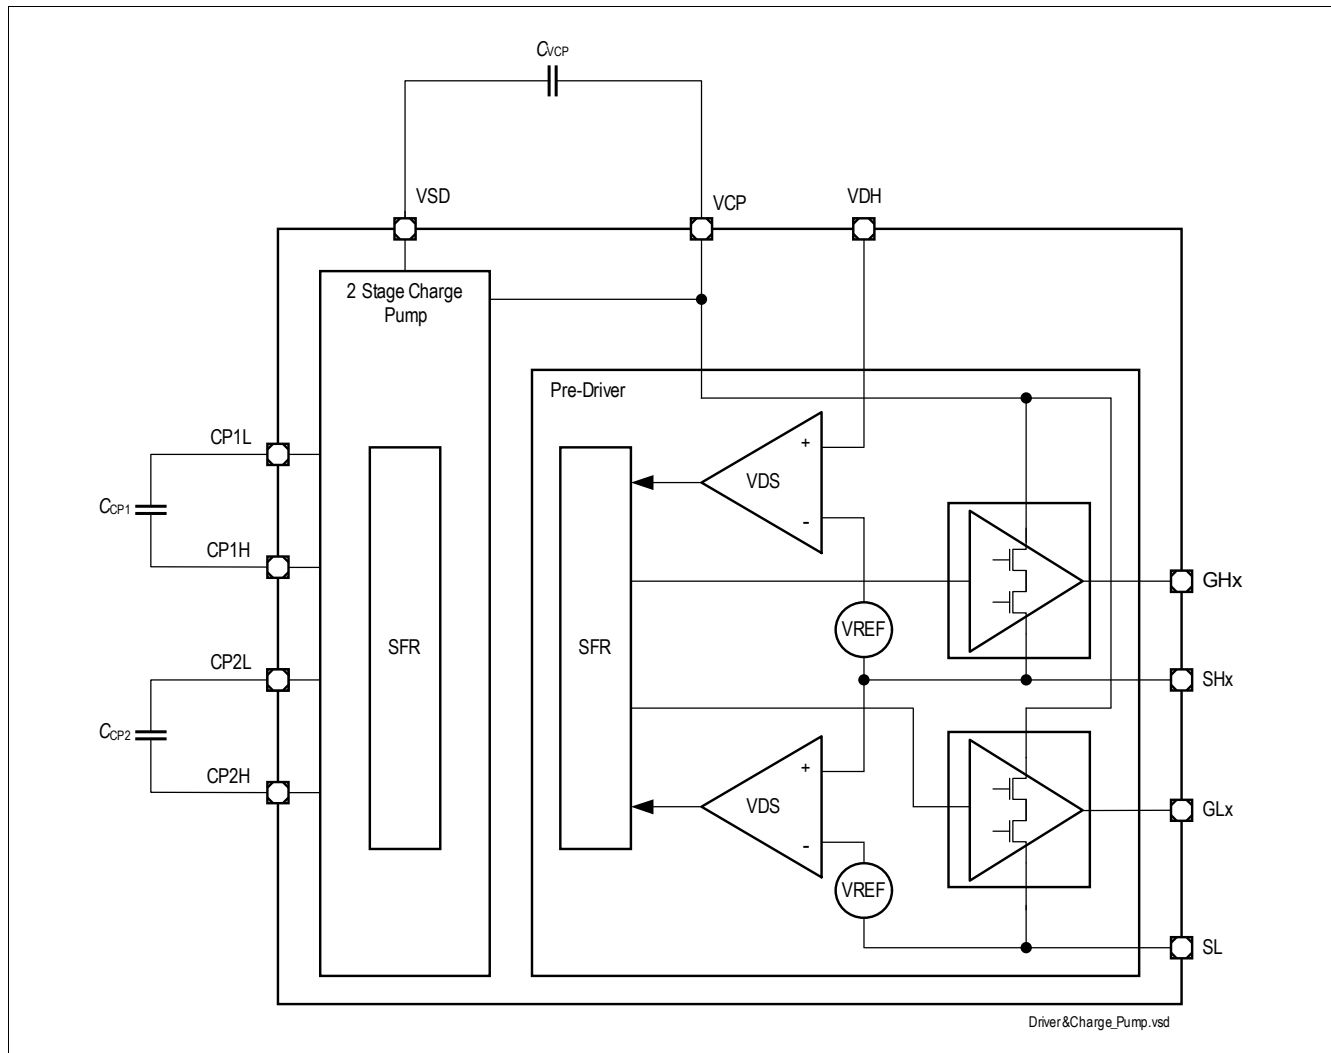 CVCP
VSD
VCP
VDH
2 Stage Charge
Pump
Pre-Driver
CP1L
+
VDS
CCP1
-
CP1H
GHx
VREF
SFR
SFR
CP2L
SHx
CCP2
+
CP2H
VDS
GLx
-
VREF
SL
Driver&Charge_Pump.vsd